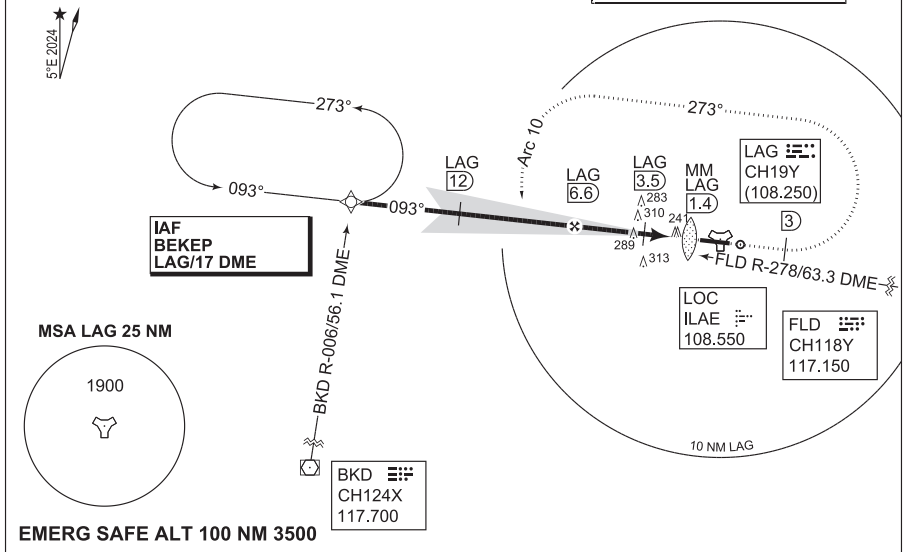 5°E 2024
273°
093°
093°
IAF
BEKEP
LAG/17 DME
LAG
12
Arc 10
LAG
6.6
LAG
3.5
283
310
289
313
241
MM
LAG
1.4
273°
LAG
CH19Y
(108.250)
3
FLD R-278/63.3 DME
LOC
ILAE
108.550
FLD
CH118Y
117.150
MSA LAG 25 NM
1900
BKD R-006/56.1 DME
BKD
CH124X
117.700
10 NM LAG
EMERG SAFE ALT 100 NM 3500